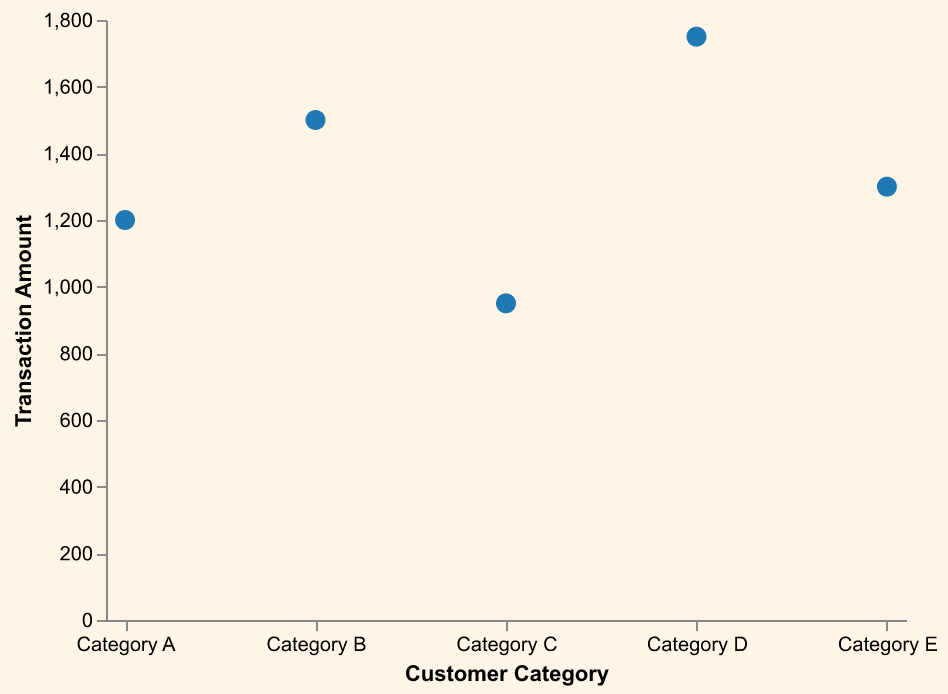 1,800
1,600
1,400
1,200
1,000
800
600
400
200
0
Transaction Amount
Category A
Category B
Category C
Category D
Category E
Customer Category